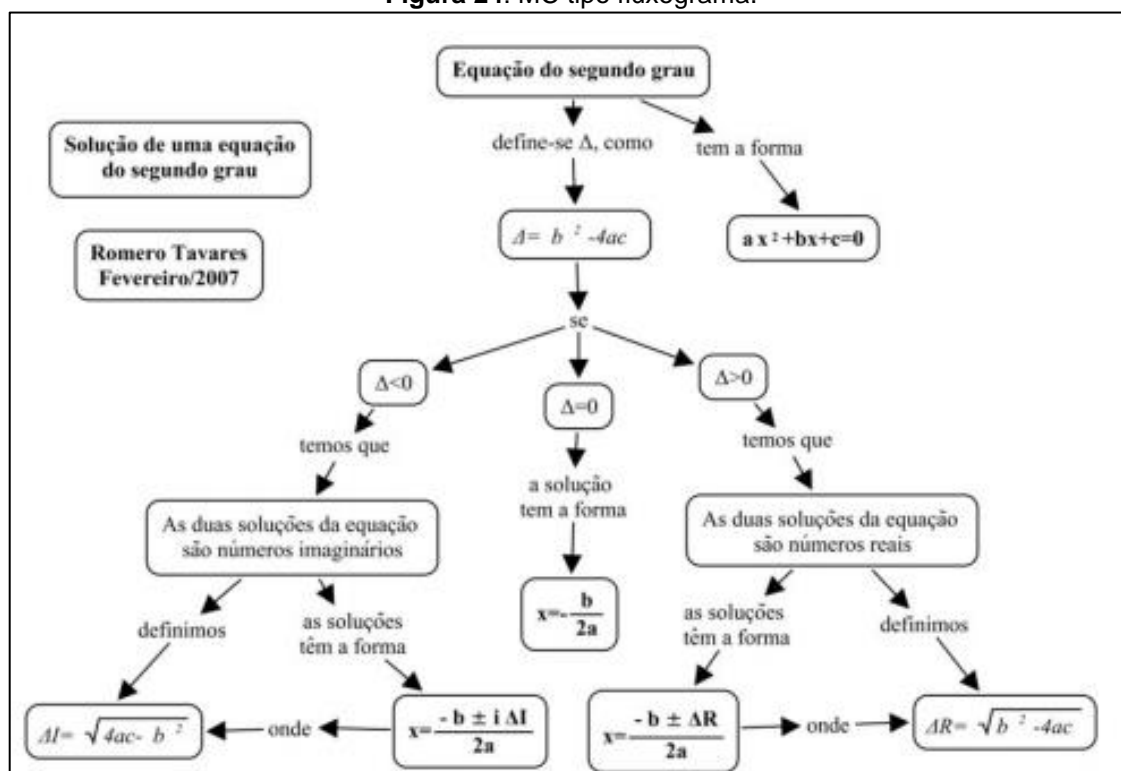 Figura 24. MC tipo fluxograma.
Equação do segundo grau
Solução de uma equação
do segundo grau
define-se Δ, como
tem a forma
Romero Tavares
Fevereiro/2007
Δ= b ² -4ac
a x²+bx+c=0
se
Δ<0
Δ=0
Δ>0
temos que
temos que
a solução
tem a forma
As duas soluções da equação
são números imaginários
As duas soluções da equação
são números reais
x=-b/2a
definimos
as soluções
têm a forma
as soluções
têm a forma
definimos
ΔI= √4ac- b ²
onde
x=- b ± i ΔI/2a
x=- b ± ΔR/2a
onde
ΔR= √b ² -4ac